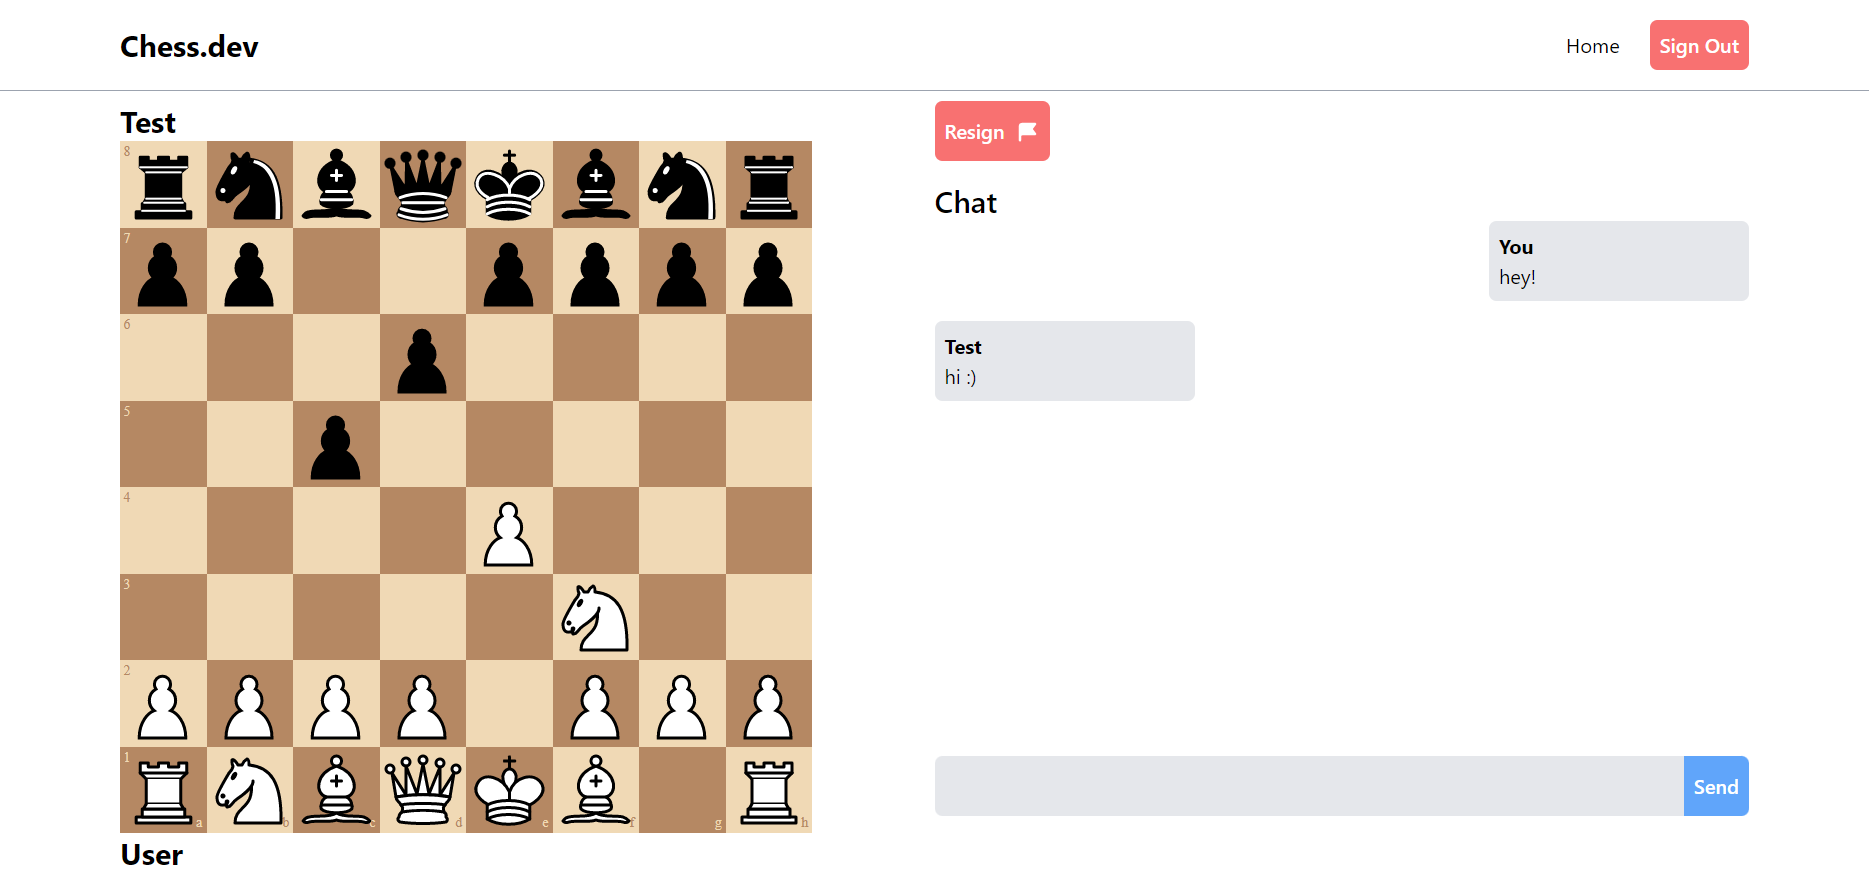 Chess.dev
Home
Sign Out
Test
Resign
Chat
You
hey!
Test
hi :)
8
7
6
5
4
3
2
1
a b c d e f g h
Send
User